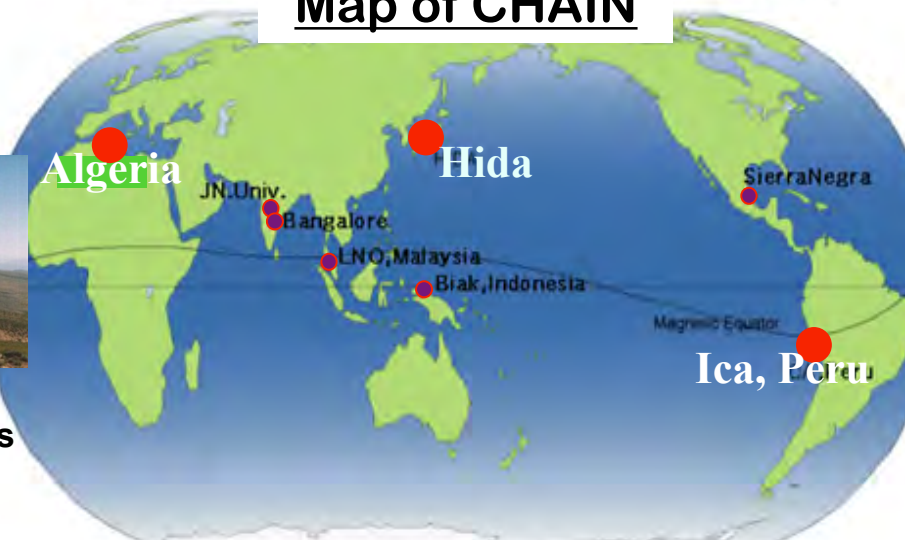 Map of CHAIN
Algeria
Hida
JN.Univ.
SierraNegra
Bangalore
LNO,Malaysia
Biak,Indonesia
Magnetic Equator
Ica, Peru
s